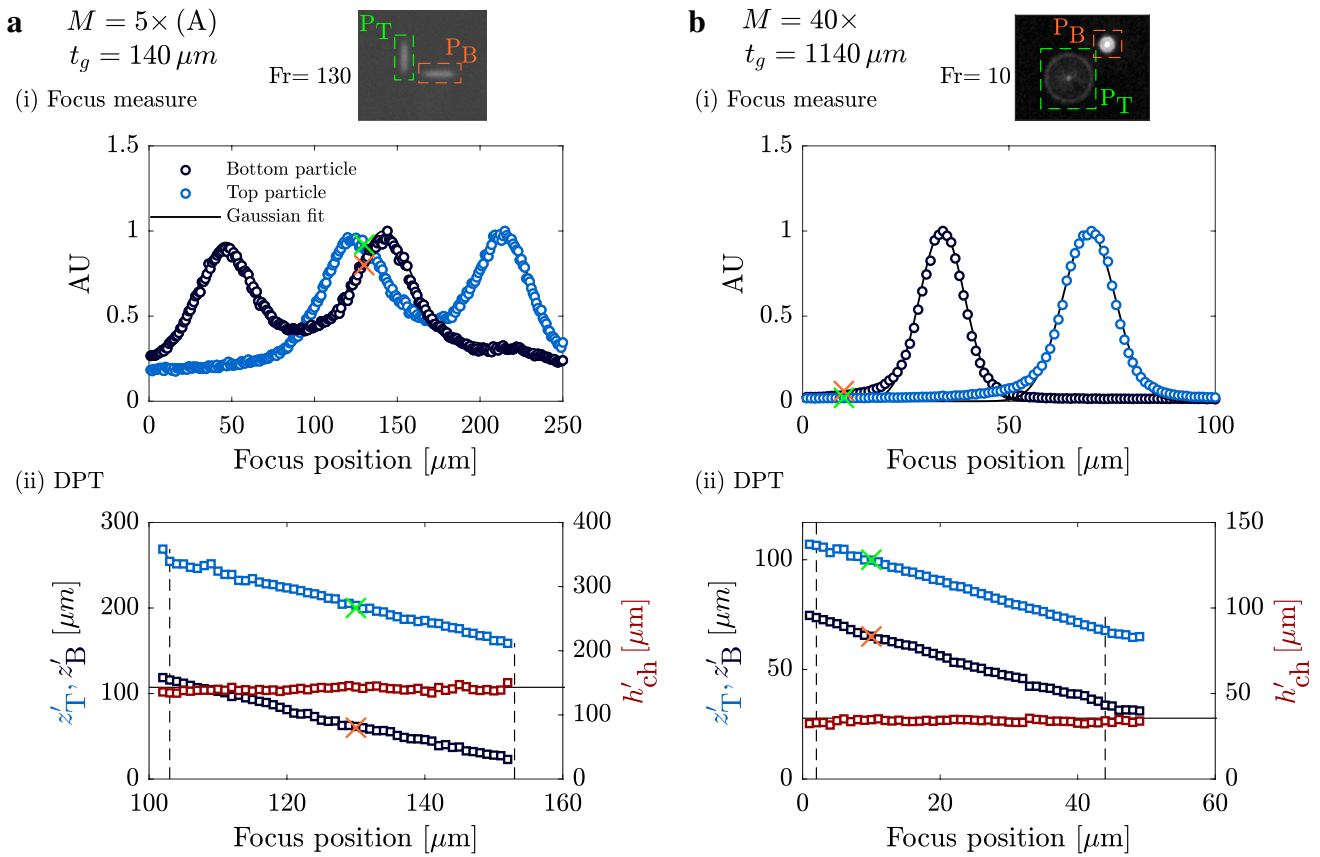 a
M = 5× (A)
t_g = 140 μm
Fr= 130
P_T
P_B
(i) Focus measure
1.5
1
0.5
0
AU
Bottom particle
Top particle
Gaussian fit
0 50 100 150 200 250
Focus position [μm]
(ii) DPT
300
200
100
0
z′_T, z′_B [μm]
400
300
200
100
0
h′_ch [μm]
100 120 140 160
Focus position [μm]
b
M = 40×
t_g = 1140 μm
Fr= 10
P_B
P_T
(i) Focus measure
1.5
1
0.5
0
AU
0 50 100
Focus position [μm]
(ii) DPT
100
50
0
z′_T, z′_B [μm]
150
100
50
0
h′_ch [μm]
0 20 40 60
Focus position [μm]